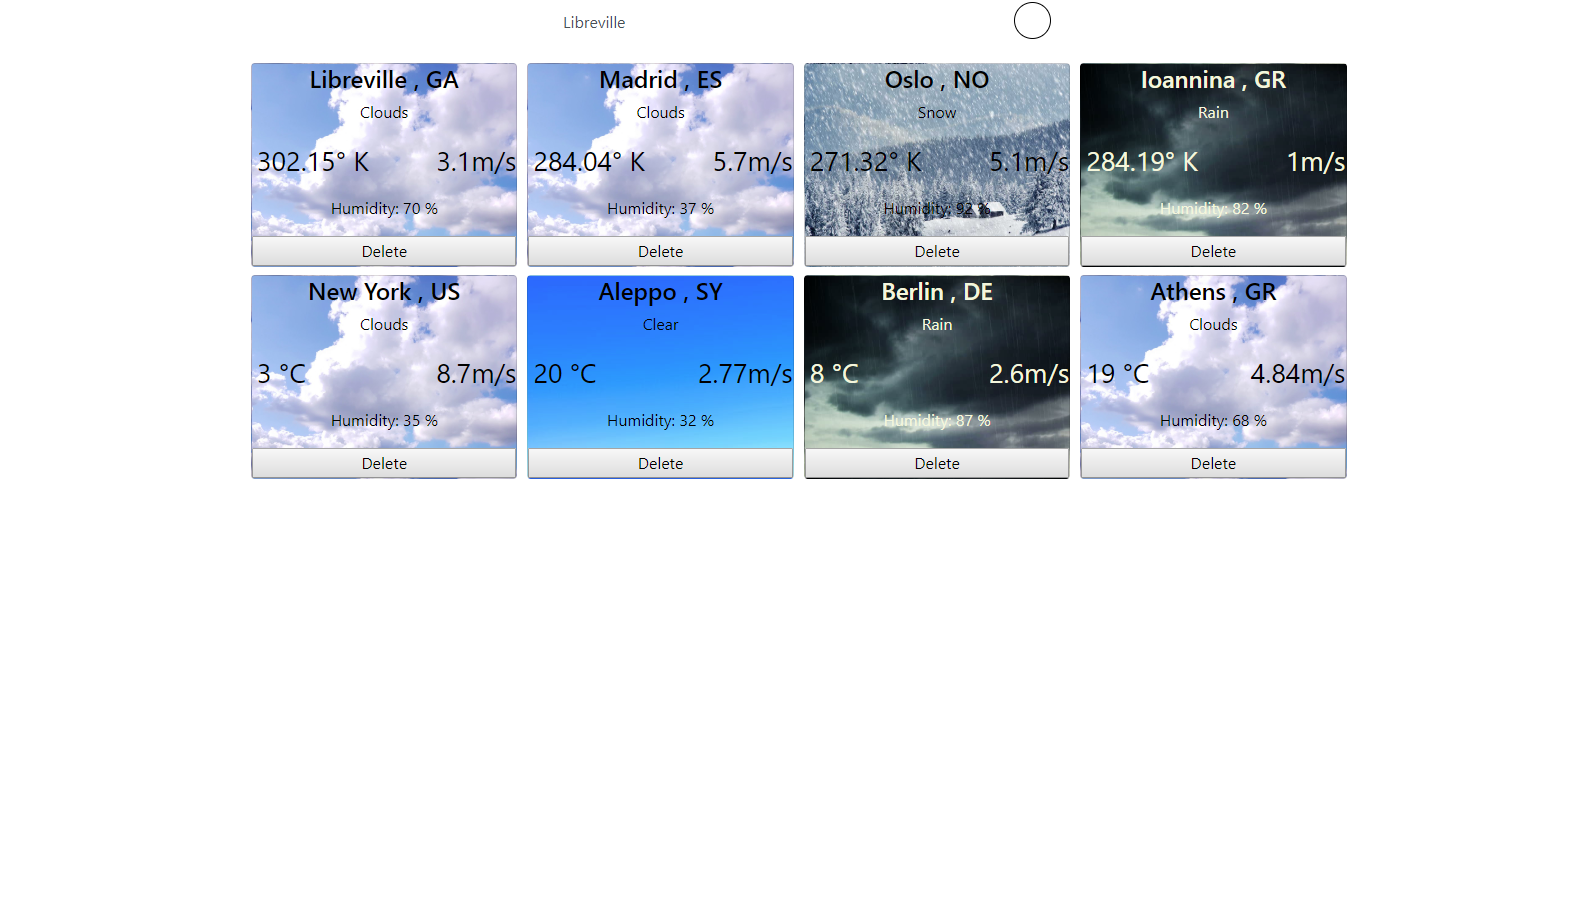 Libreville
Libreville , GA
Clouds
302.15° K 3.1m/s
Humidity: 70 %
Delete
Madrid , ES
Clouds
284.04° K 5.7m/s
Humidity: 37 %
Delete
Oslo , NO
Snow
271.32° K 5.1m/s
Humidity: 92 %
Delete
Ioannina , GR
Rain
284.19° K 1m/s
Humidity: 82 %
Delete
New York , US
Clouds
3 °C 8.7m/s
Humidity: 35 %
Delete
Aleppo , SY
Clear
20 °C 2.77m/s
Humidity: 32 %
Delete
Berlin , DE
Rain
8 °C 2.6m/s
Humidity: 87 %
Delete
Athens , GR
Clouds
19 °C 4.84m/s
Humidity: 68 %
Delete